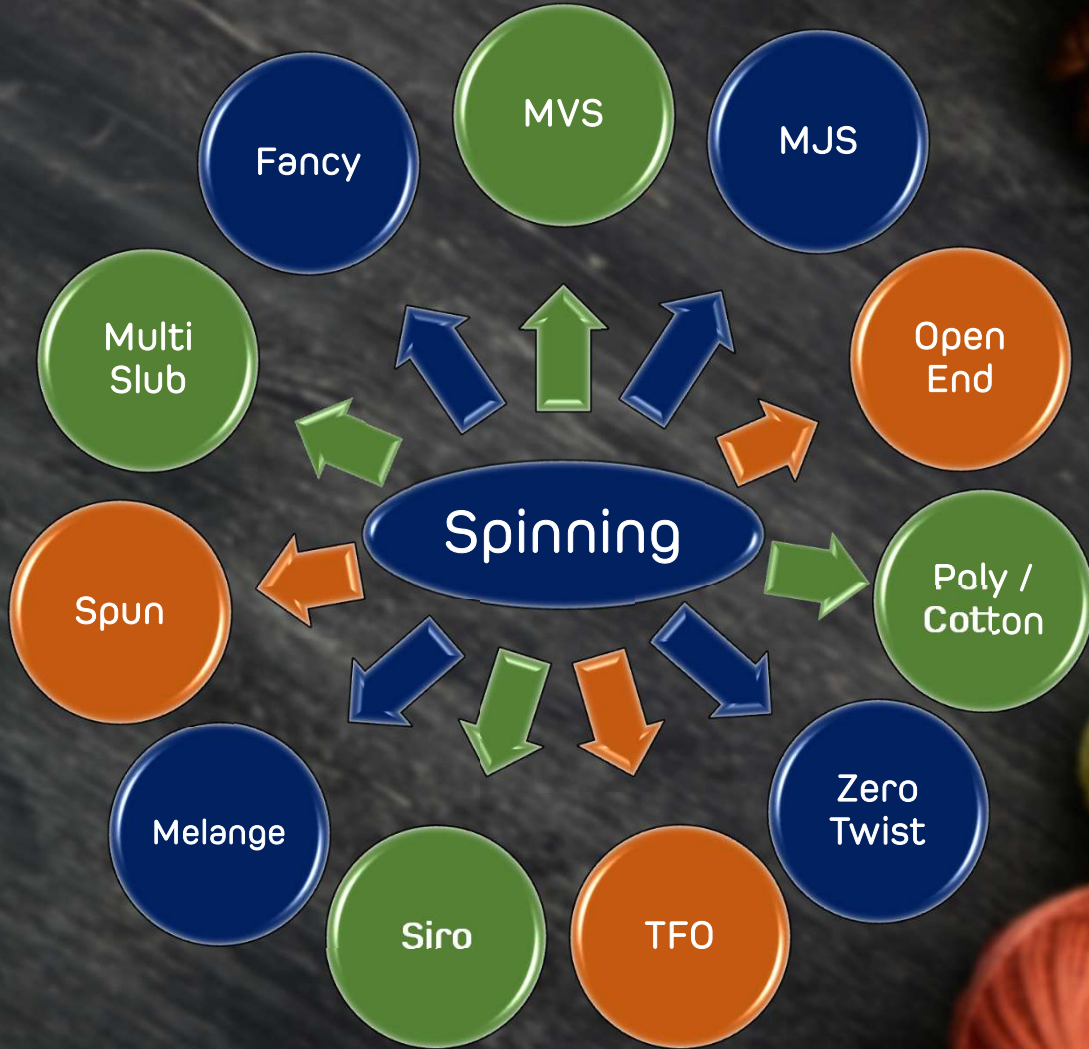 MVS
MJS
Fancy
Multi
Slub
Open
End
Spinning
Poly /
Cotton
Spun
Zero
Twist
Melange
Siro
TFO